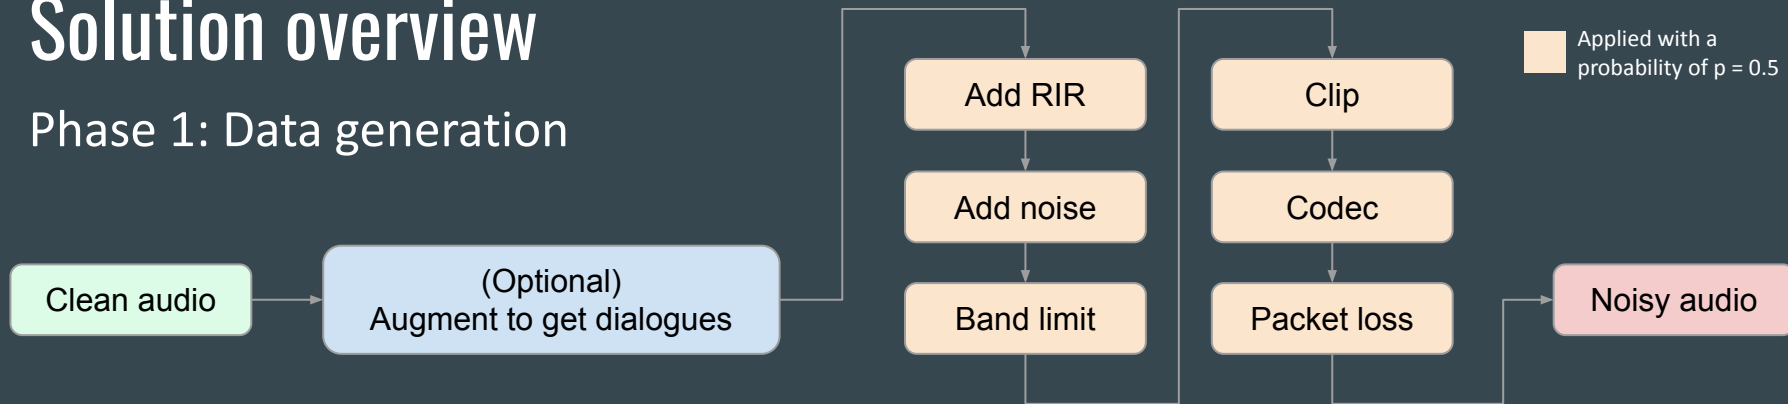 Solution overview
Phase 1: Data generation
Clean audio
(Optional)
Augment to get dialogues
Add RIR
Add noise
Band limit
Clip
Codec
Packet loss
Noisy audio
Applied with a
probability of p = 0.5